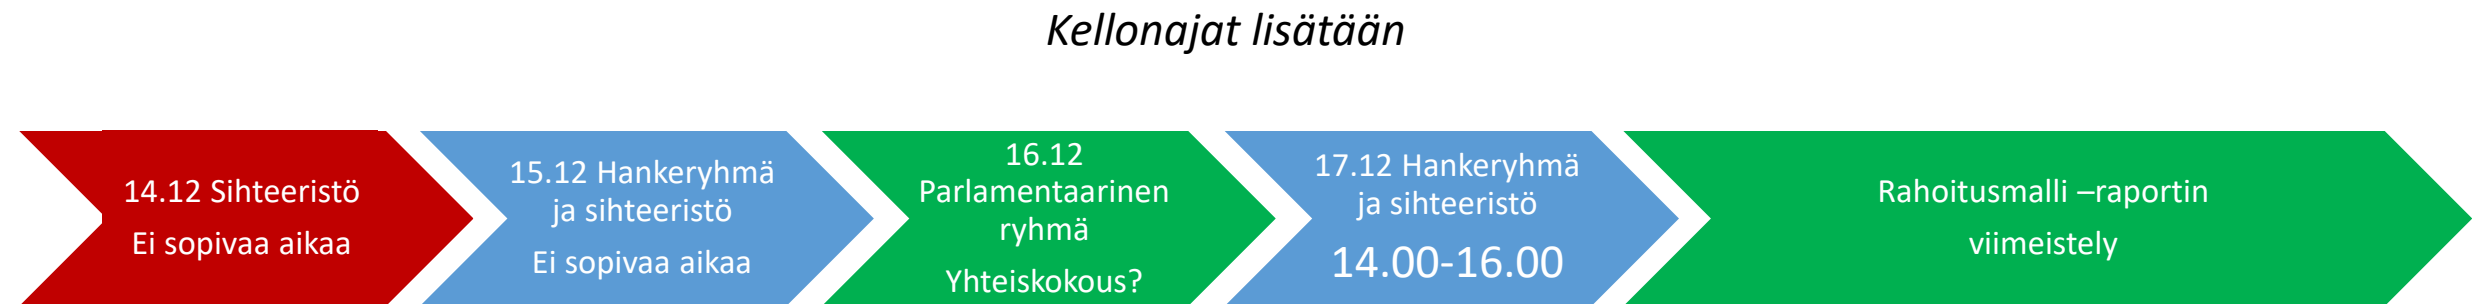 Kellonajat lisätään
14.12 Sihteeristö
Ei sopivaa aikaa
15.12 Hankeryhmä
ja sihteeristö
Ei sopivaa aikaa
16.12
Parlamentaarinen
ryhmä
Yhteiskokous?
17.12 Hankeryhmä
ja sihteeristö
14.00-16.00
Rahoitusmalli –raportin
viimeistely